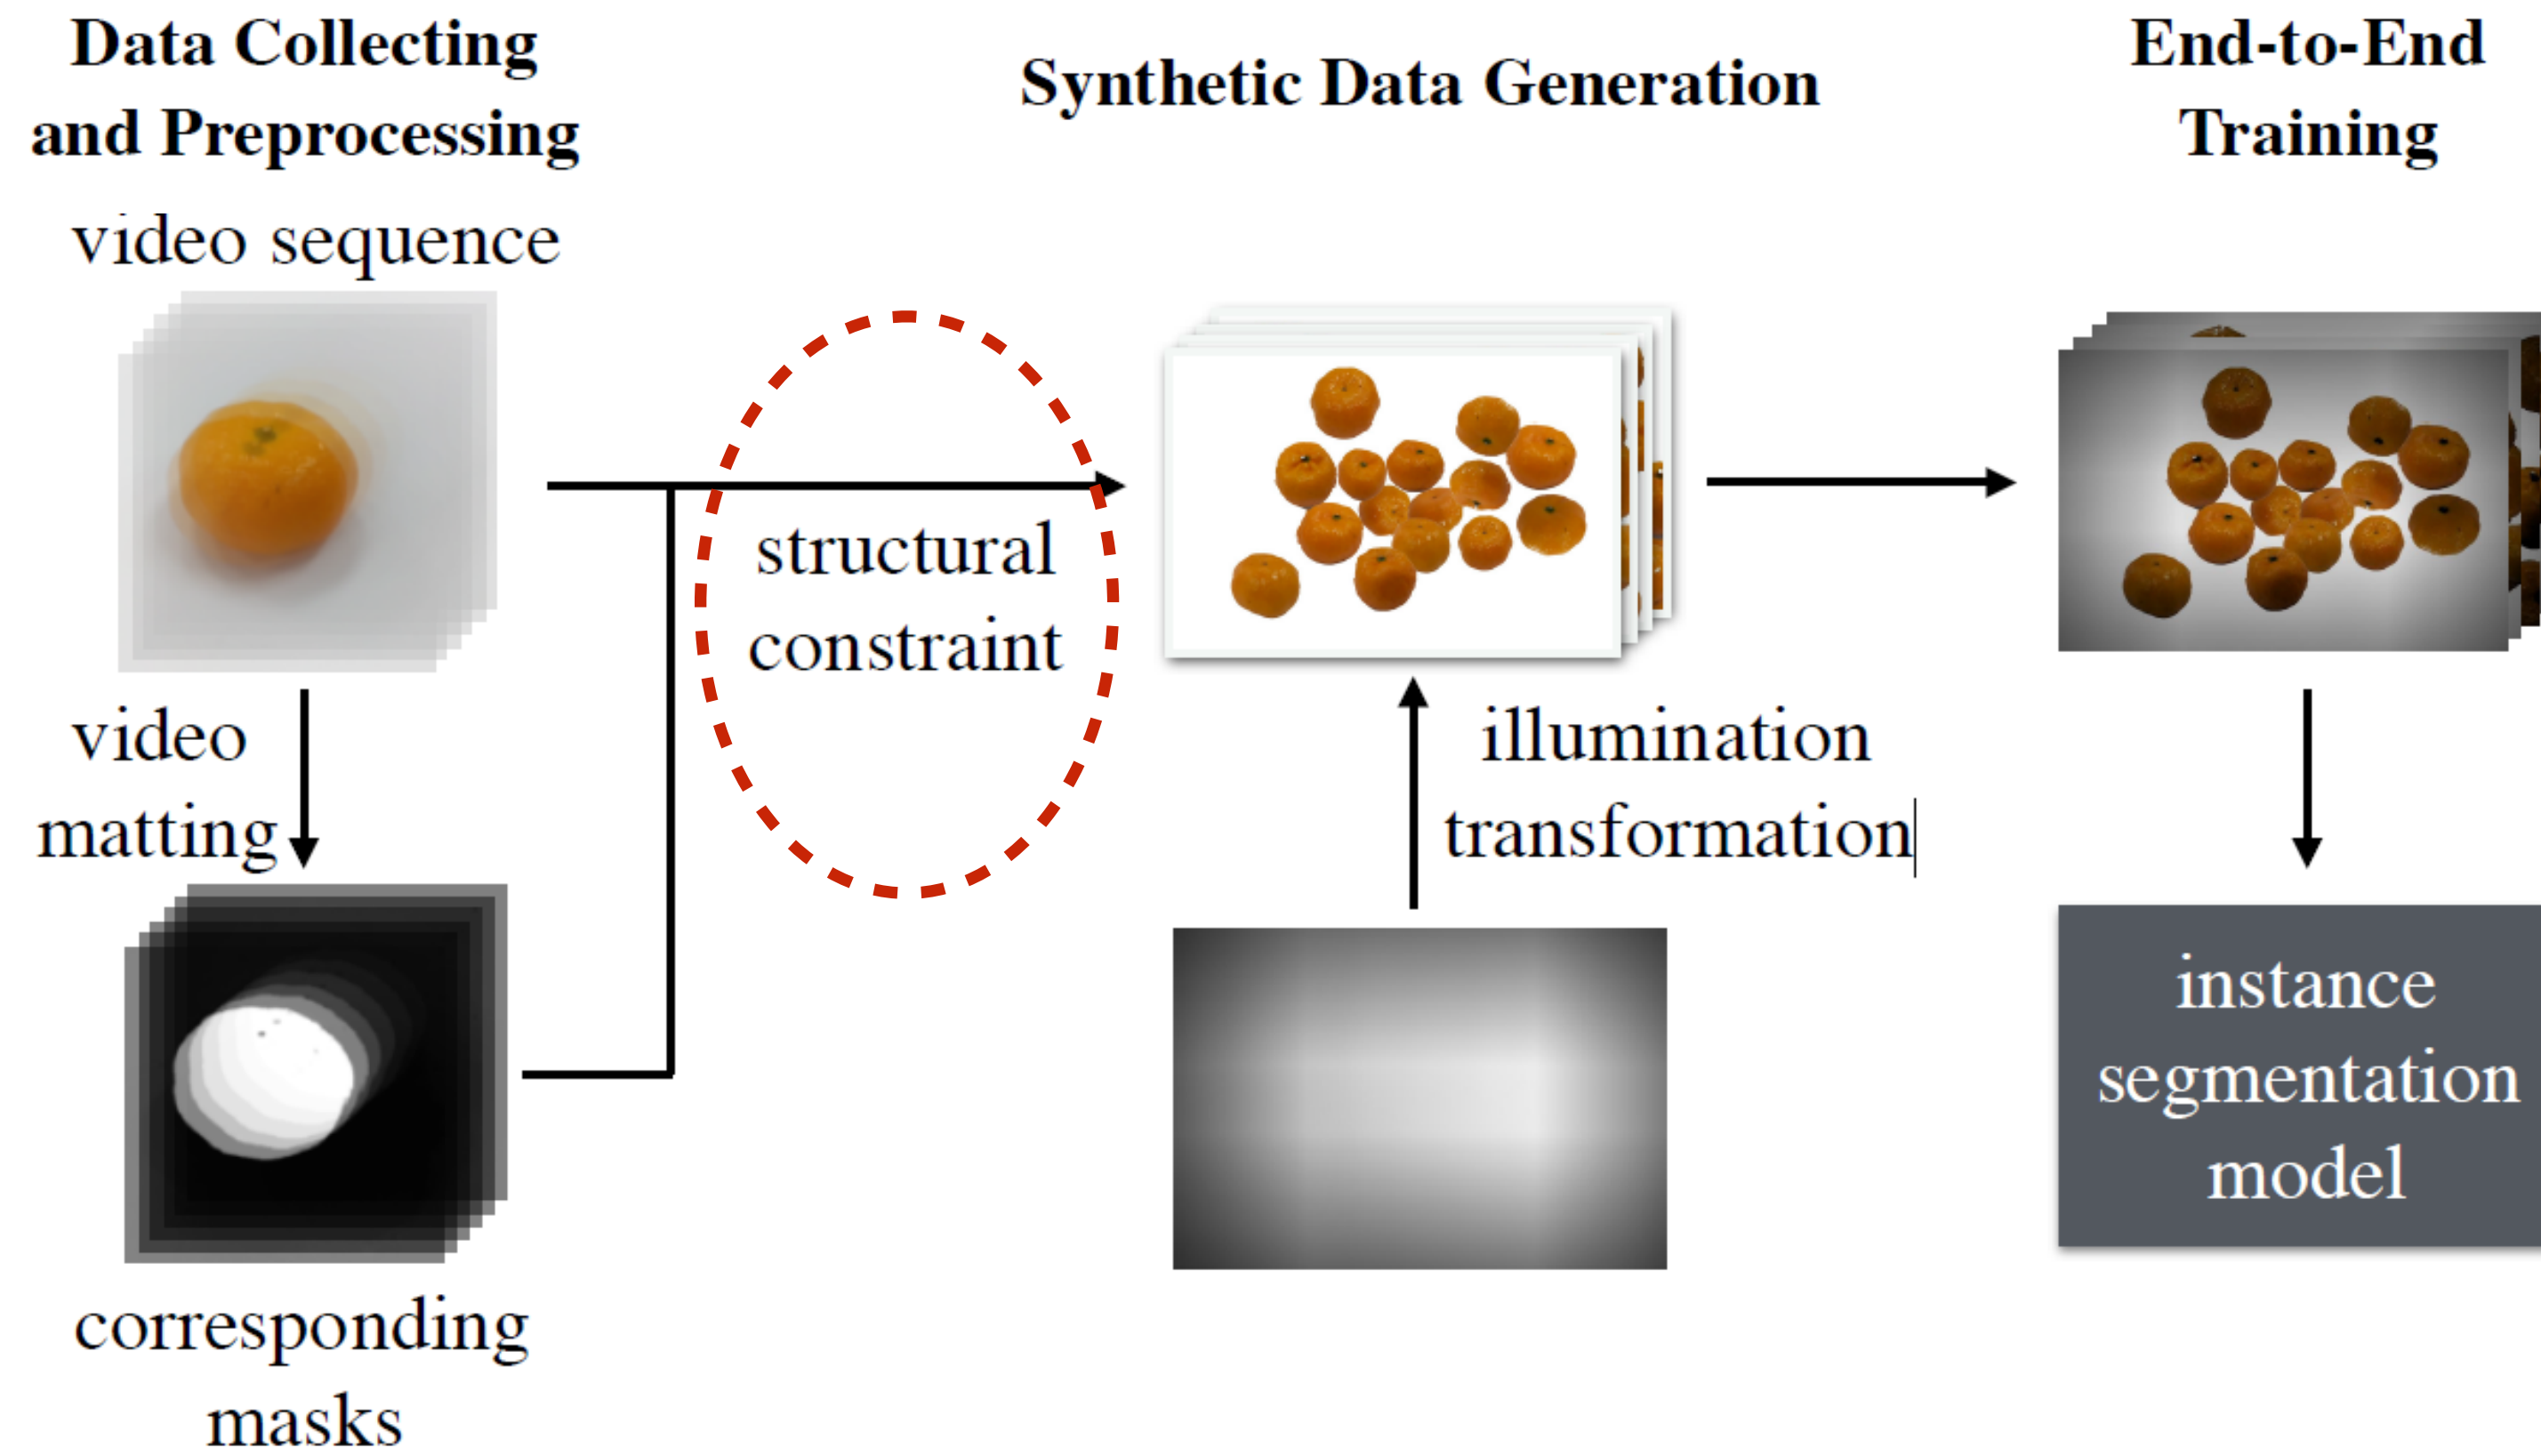 Data Collecting
and Preprocessing
video sequence
video
matting
corresponding
masks
structural
constraint
Synthetic Data Generation
illumination
transformation
End-to-End
Training
instance
segmentation
model